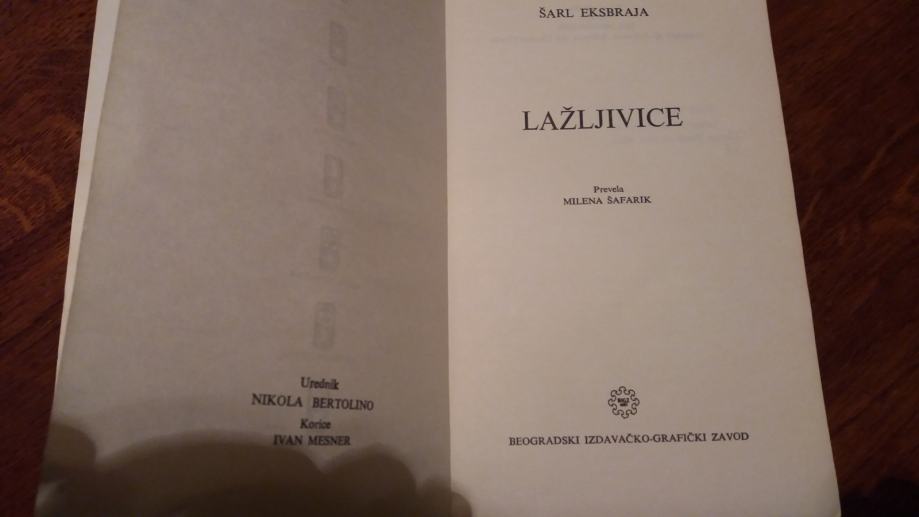 Urednik
NIKOLA BERTOLINO
Korice
IVAN MESNER
ŠARL EKSBRAJA
LAŽLJIVICE
Prevela
MILENA ŠAFARIK
BEOGRADSKI IZDAVAČKO-GRAFIČKI ZAVOD